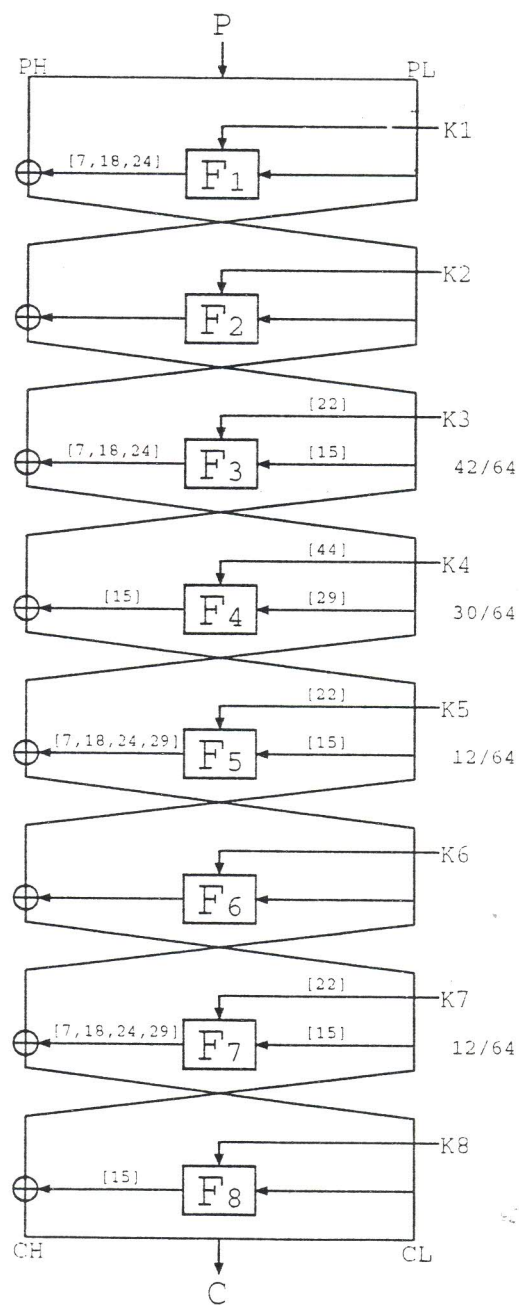 P
PH PL
K1
[7,18,24] F1
K2
F2
[22] K3
[7,18,24] F3 [15] 42/64
[44] K4
[15] F4 [29] 30/64
[22] K5
[7,18,24,29] F5 [15] 12/64
K6
F6
[22] K7
[7,18,24,29] F7 [15] 12/64
K8
[15] F8
CH CL
C